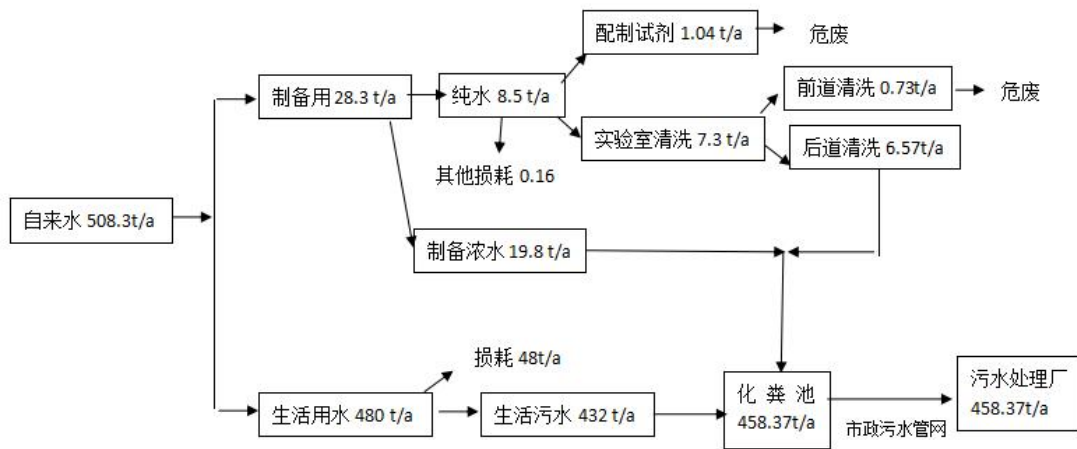 配制试剂 1.04 t/a
危废
制备用 28.3 t/a
纯水 8.5 t/a
前道清洗 0.73t/a
危废
实验室清洗 7.3 t/a
后道清洗 6.57t/a
其他损耗 0.16
自来水 508.3t/a
制备浓水 19.8 t/a
损耗 48t/a
生活用水 480 t/a
生活污水 432 t/a
化粪池
458.37t/a
市政污水管网
污水处理厂
458.37t/a